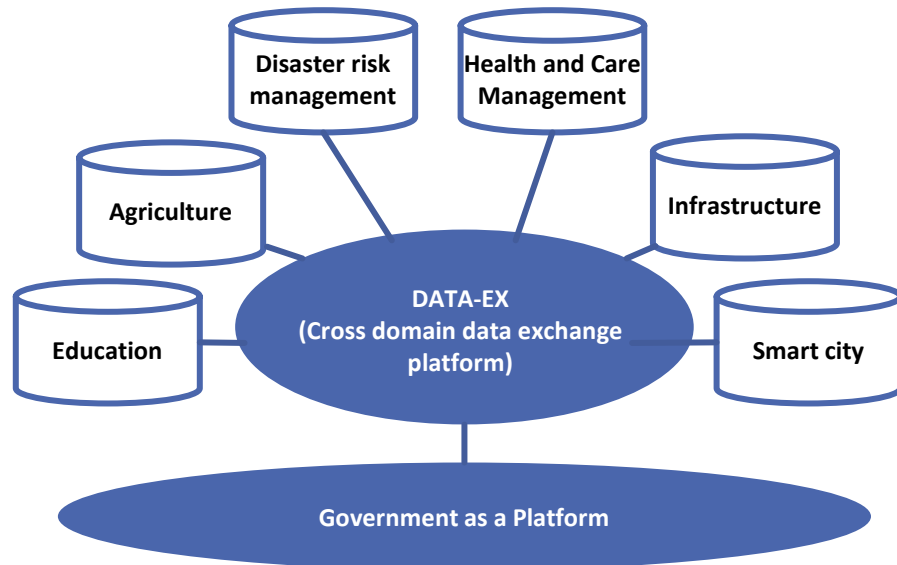 Disaster risk
management
Health and Care
Management
Agriculture
Infrastructure
Education
DATA-EX
(Cross domain data exchange
platform)
Smart city
Government as a Platform